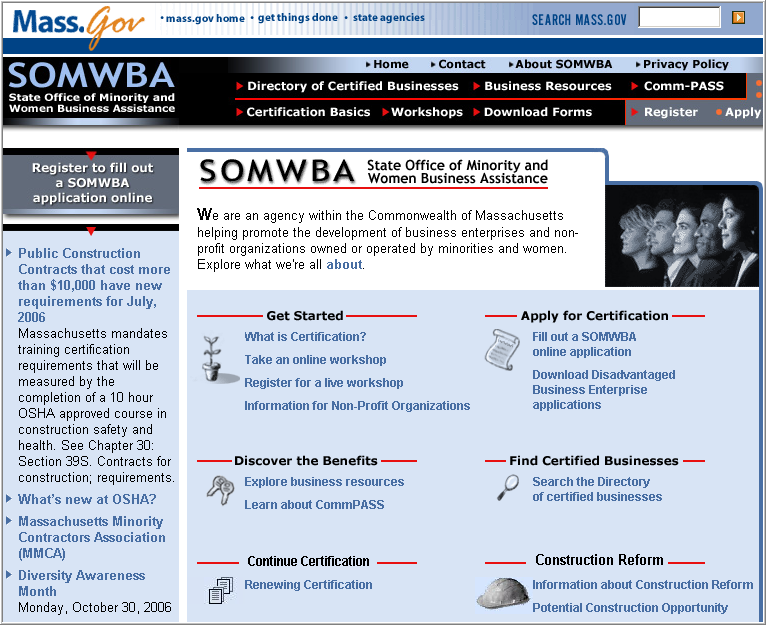 Mass.Gov
• mass.gov home • get things done • state agencies
SEARCH MASS.GOV
SOMWBA
State Office of Minority and
Women Business Assistance
Home Contact About SOMWBA Privacy Policy
Directory of Certified Businesses Business Resources Comm-PASS
Certification Basics Workshops Download Forms Register Apply
Register to fill out
a SOMWBA
application online
Public Construction
Contracts that cost more
than $10,000 have new
requirements for July,
2006
Massachusetts mandates
training certification
requirements that will be
measured by the
completion of a 10 hour
OSHA approved course in
construction safety and
health. See Chapter 30:
Section 39S. Contracts for
construction; requirements.
What's new at OSHA?
Massachusetts Minority
Contractors Association
(MMCA)
Diversity Awareness
Month
Monday, October 30, 2006
SOMWBA
State Office of Minority and
Women Business Assistance
We are an agency within the Commonwealth of Massachusetts
helping promote the development of business enterprises and non-
profit organizations owned or operated by minorities and women.
Explore what we're all about.
Get Started
What is Certification?
Take an online workshop
Register for a live workshop
Information for Non-Profit Organizations
Apply for Certification
Fill out a SOMWBA
online application
Download Disadvantaged
Business Enterprise
applications
Discover the Benefits
Explore business resources
Learn about CommPASS
Find Certified Businesses
Search the Directory
of certified businesses
Continue Certification
Renewing Certification
Construction Reform
Information about Construction Reform
Potential Construction Opportunity